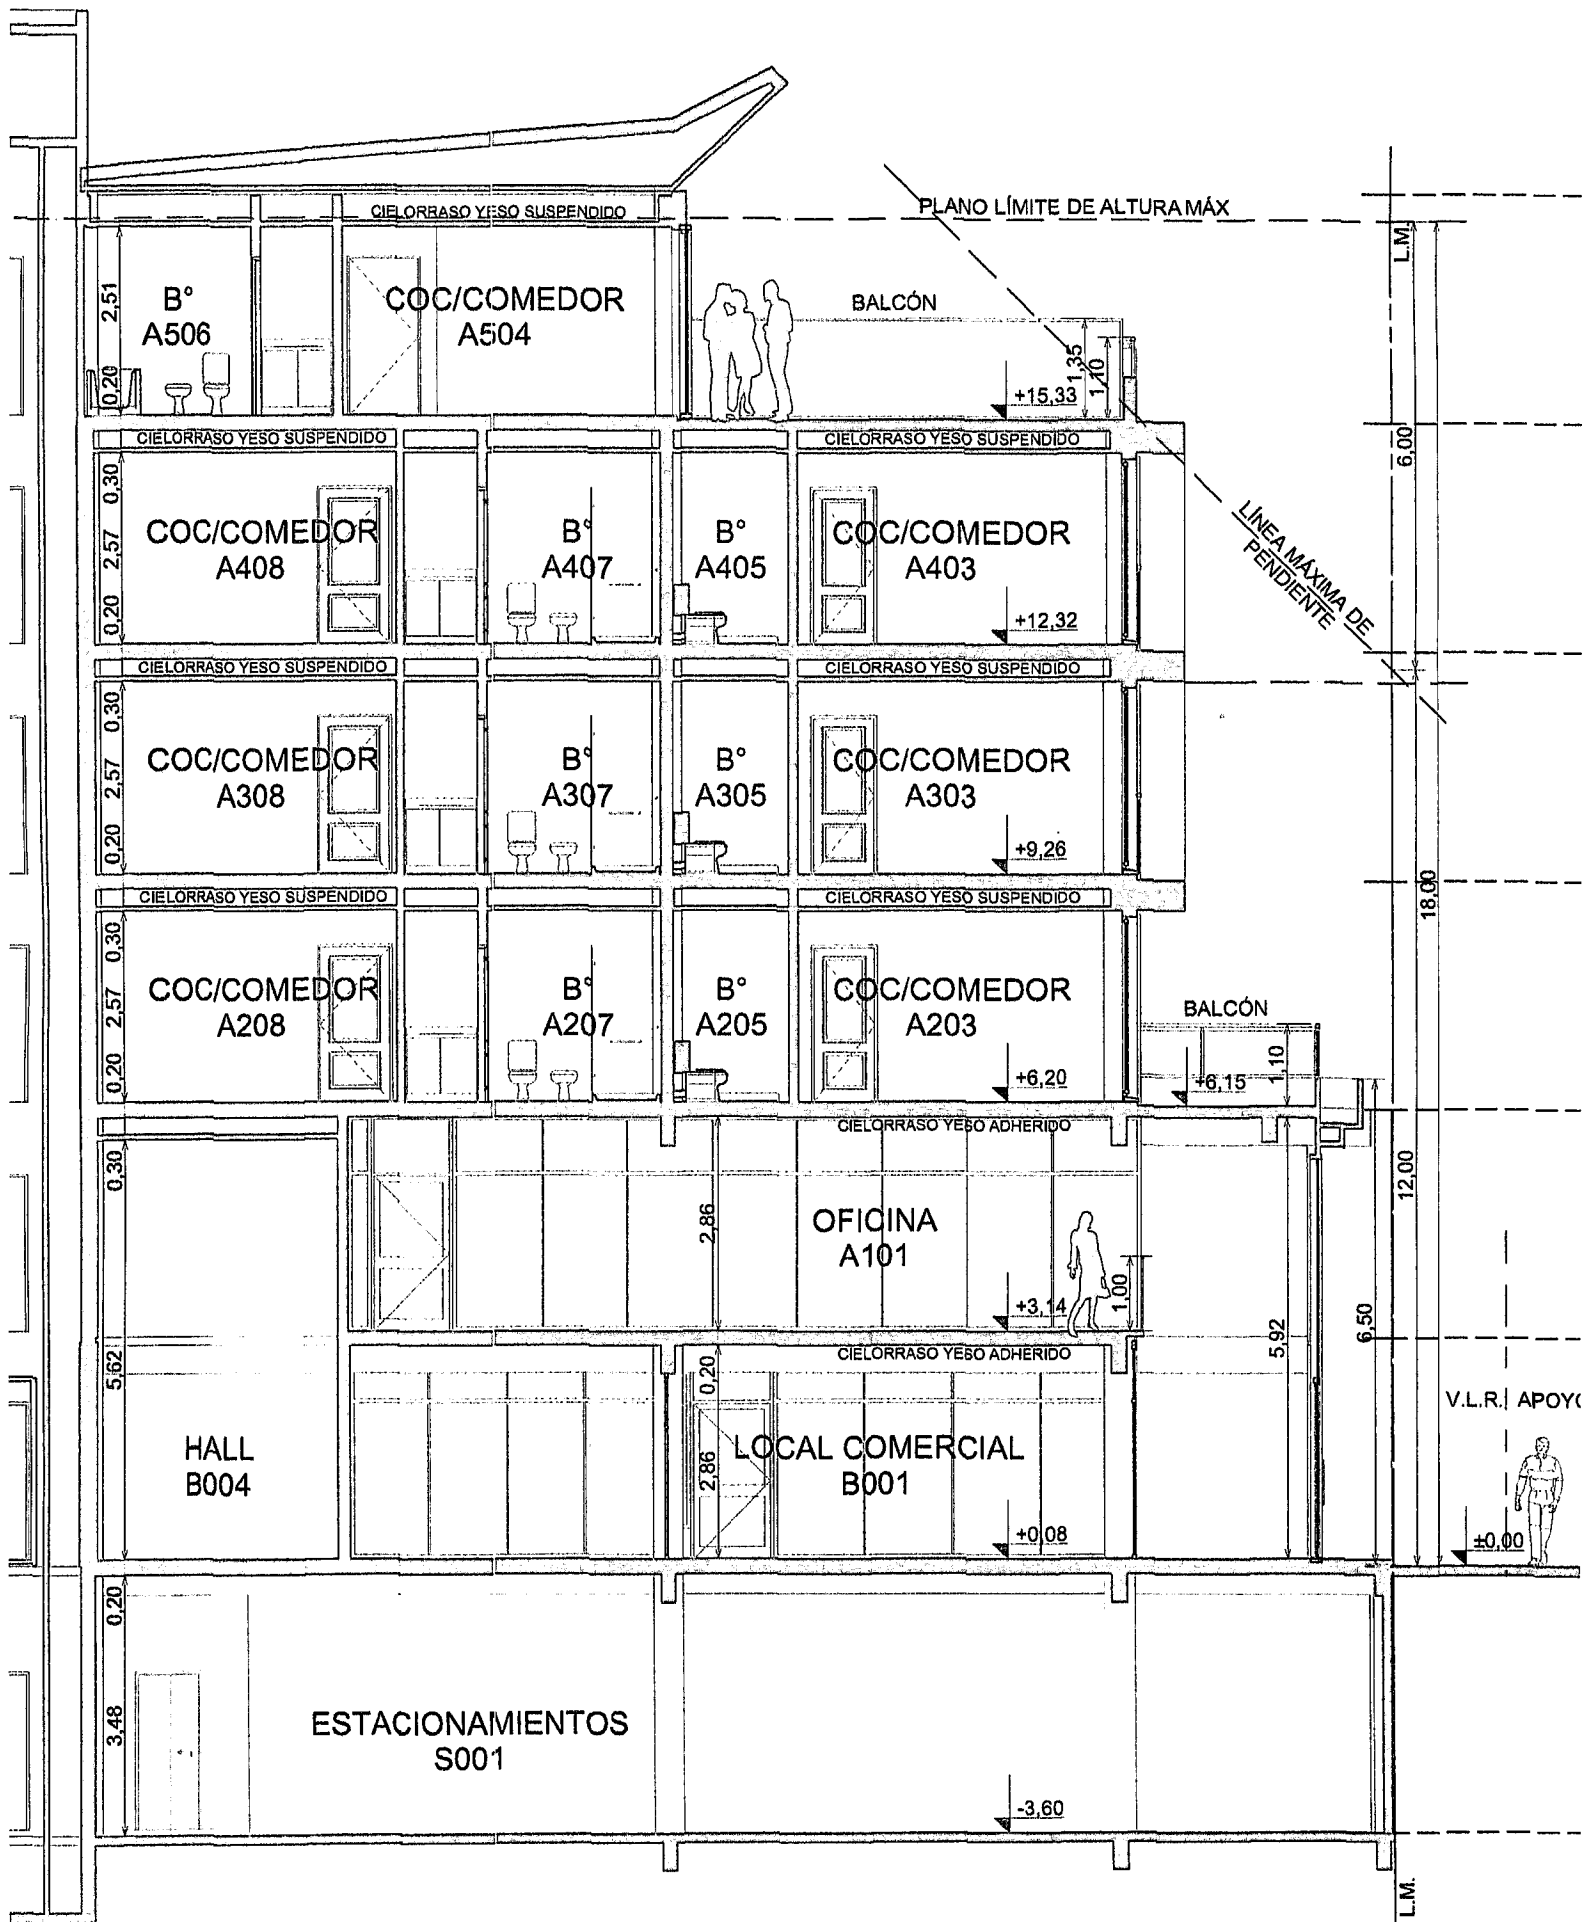 CIELORRASO YESO SUSPENDIDO
PLANO LÍMITE DE ALTURA MÁX
L.M.
2,51
0,20
B°
A506
COC/COMEDOR
A504
BALCÓN
1,35
1,10
+15,33
6,00
CIELORRASO YESO SUSPENDIDO
CIELORRASO YESO SUSPENDIDO
0,30
2,57
0,20
COC/COMEDOR
A408
B°
A407
B°
A405
COC/COMEDOR
A403
+12,32
LÍNEA MÁXIMA DE
PENDIENTE
CIELORRASO YESO SUSPENDIDO
CIELORRASO YESO SUSPENDIDO
0,30
2,57
0,20
COC/COMEDOR
A308
B°
A307
B°
A305
COC/COMEDOR
A303
+9,26
18,00
CIELORRASO YESO SUSPENDIDO
CIELORRASO YESO SUSPENDIDO
0,30
2,57
0,20
COC/COMEDOR
A208
B°
A207
B°
A205
COC/COMEDOR
A203
+6,20
BALCÓN
+6,15
1,10
CIELORRASO YESO ADHERIDO
0,30
12,00
2,86
OFICINA
A101
+3,14
1,00
5,92
6,50
CIELORRASO YESO ADHERIDO
5,62
0,20
V.L.R. APOYO
HALL
B004
2,86
LOCAL COMERCIAL
B001
+0,08
±0,00
0,20
3,48
ESTACIONAMIENTOS
S001
-3,60
L.M.